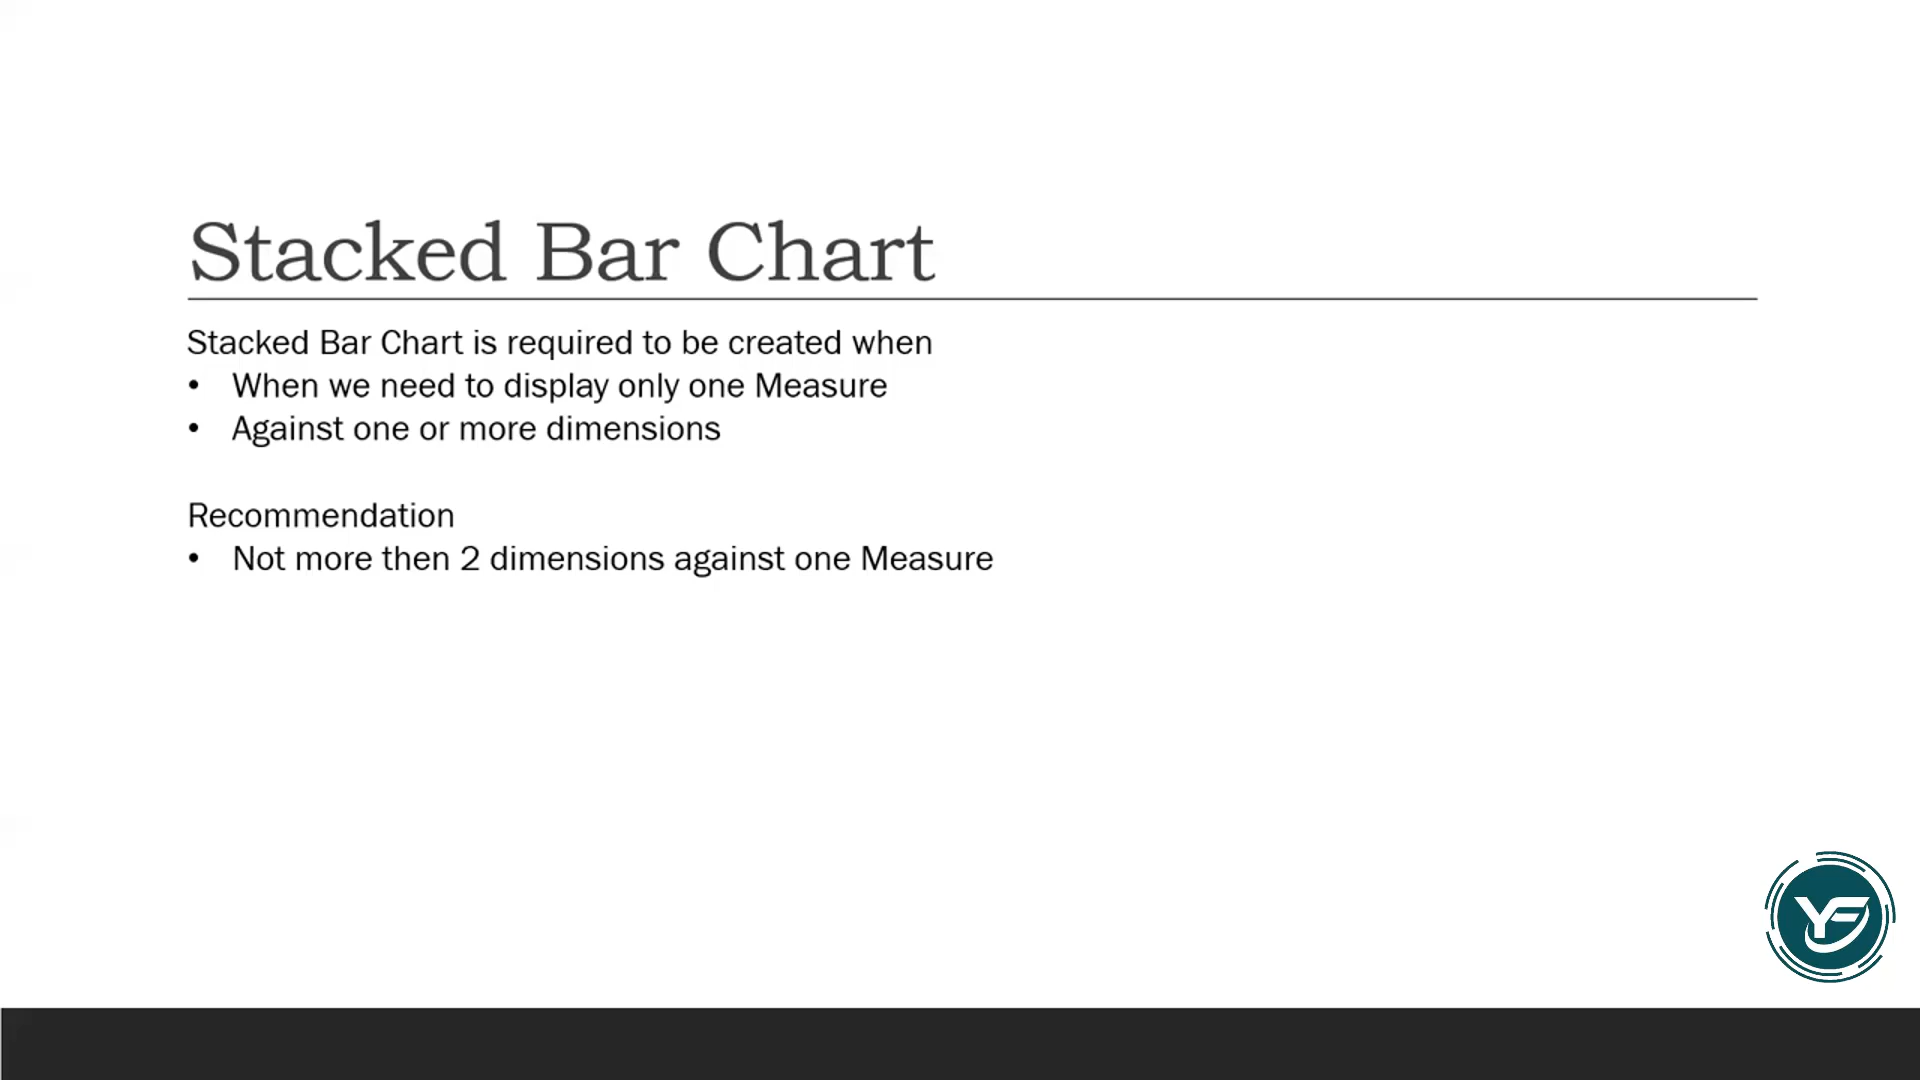 Stacked Bar Chart
Stacked Bar Chart is required to be created when
• When we need to display only one Measure
• Against one or more dimensions
Recommendation
• Not more then 2 dimensions against one Measure
YF